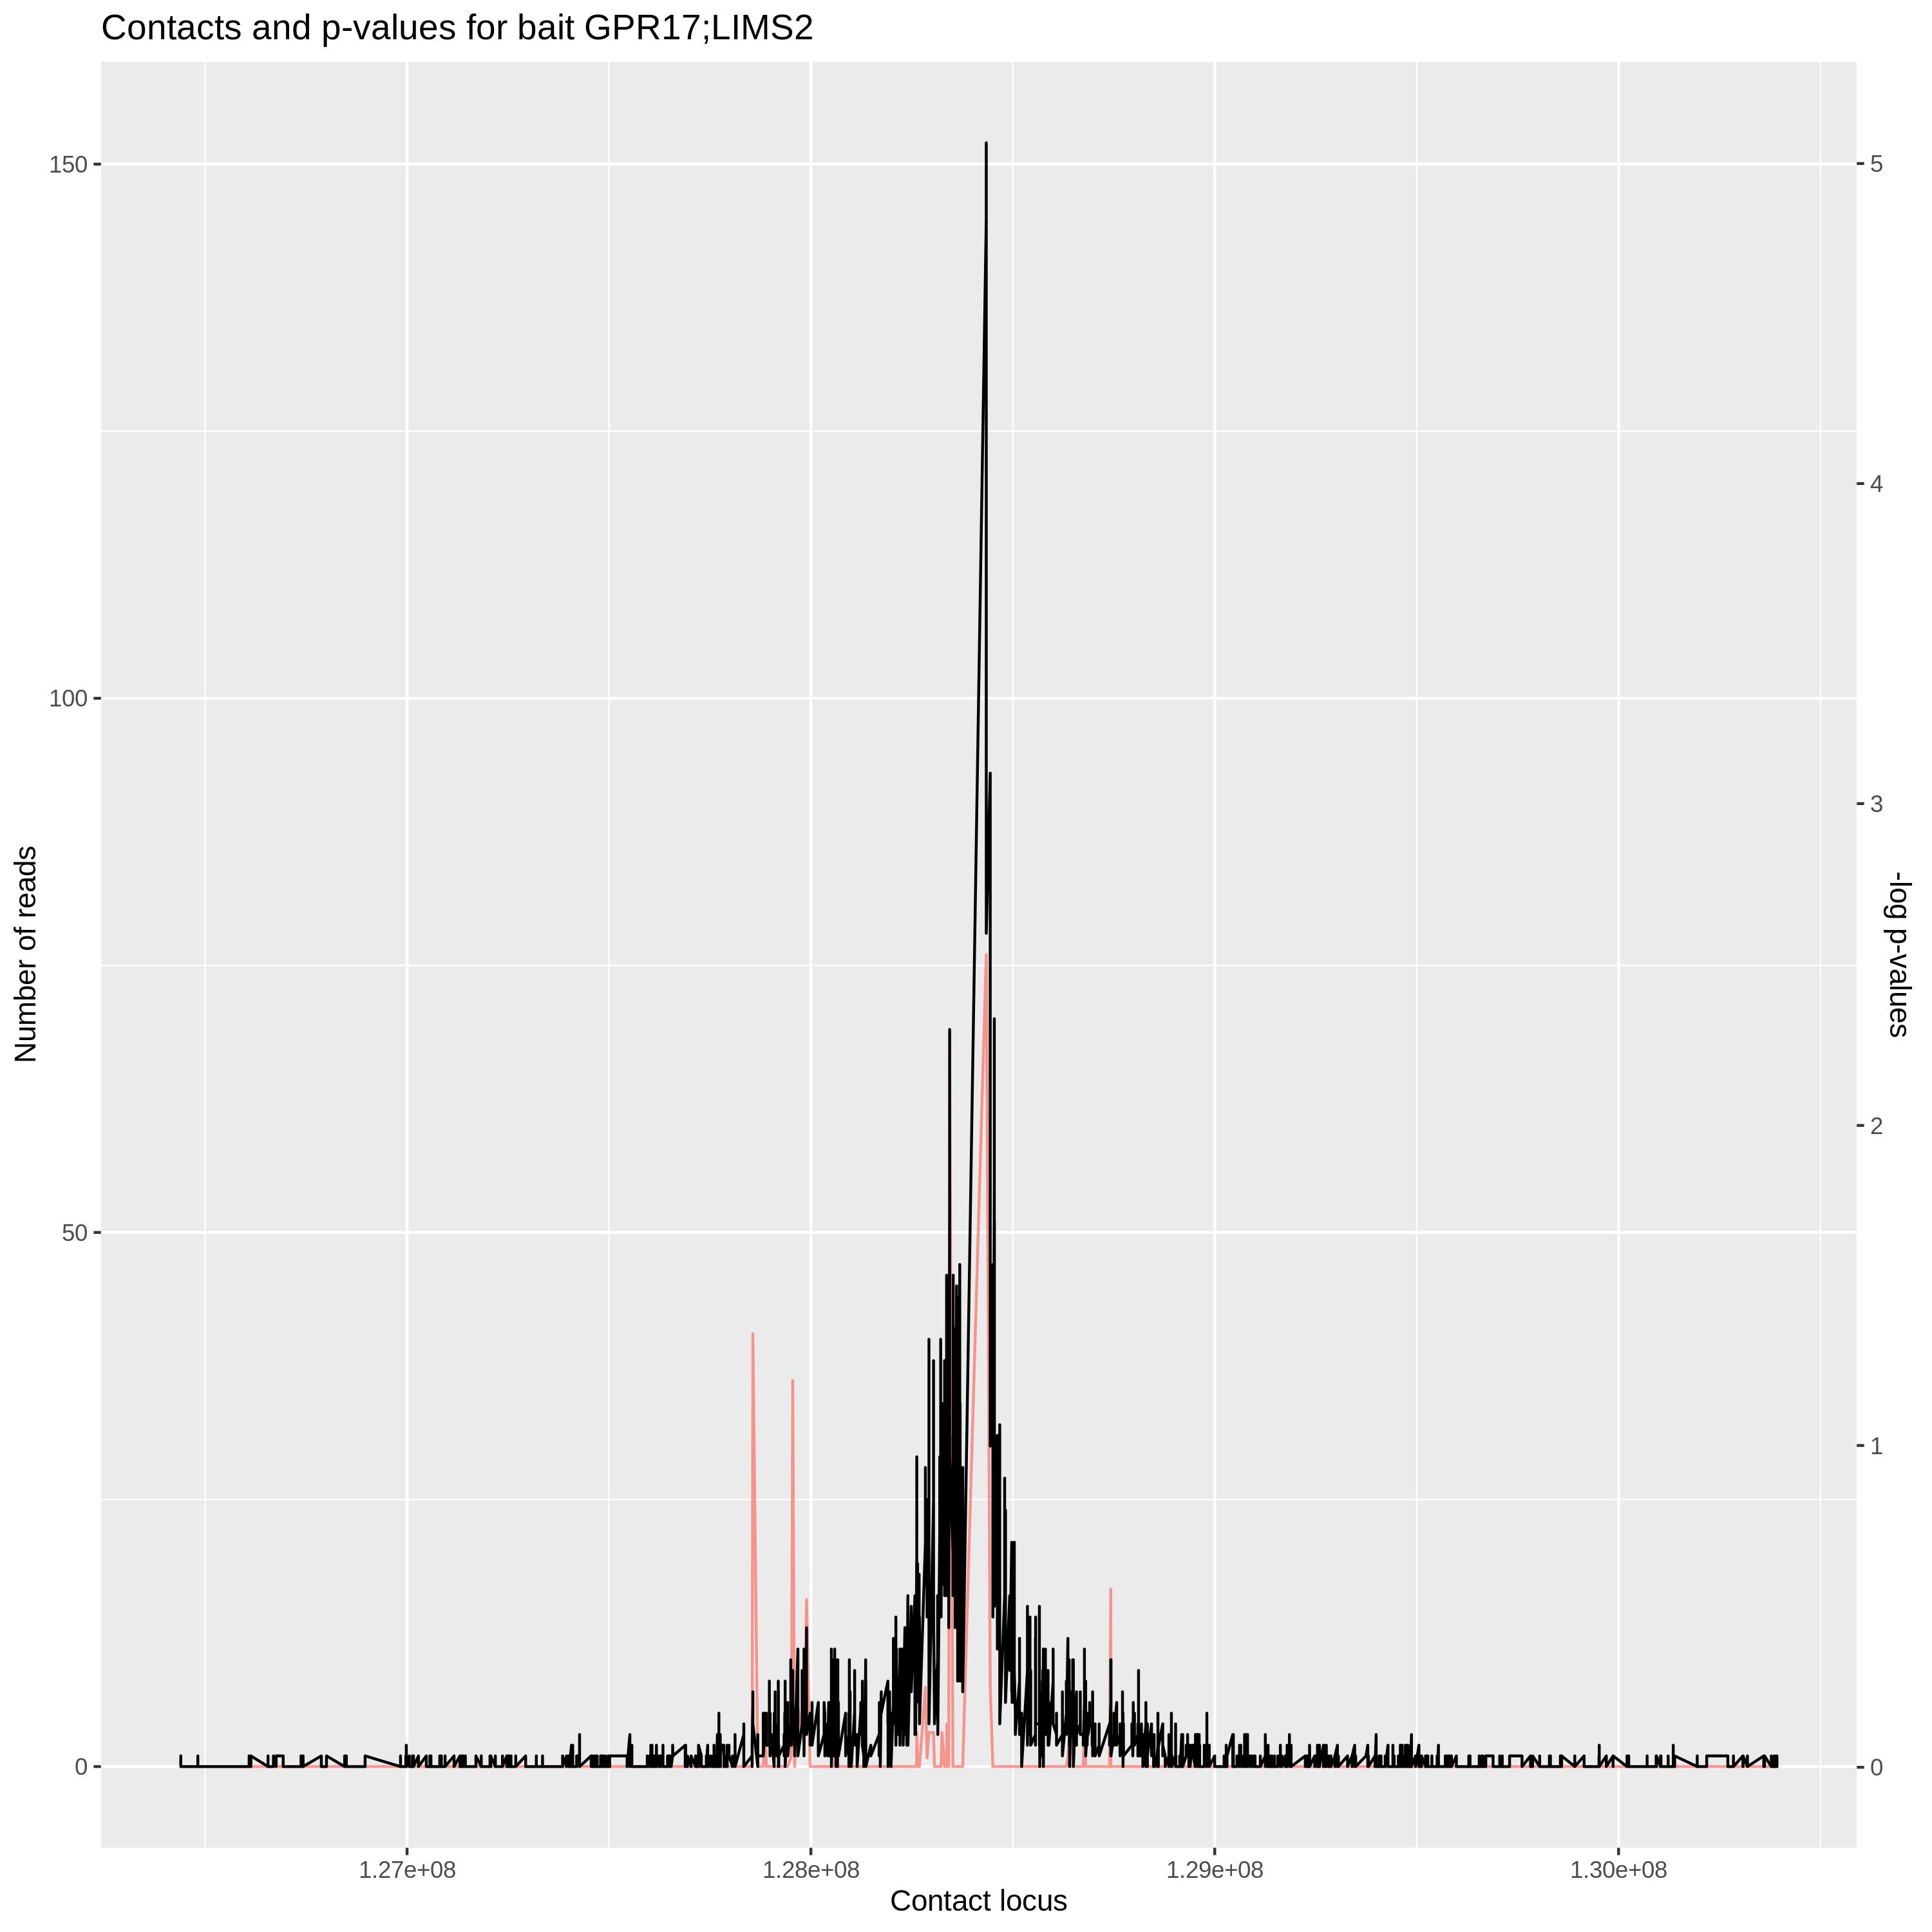 Contacts and p-values for bait GPR17;LIMS2
150
100
50
0
Number of reads
5
4
3
2
1
0
-log p-values
1.27e+08
1.28e+08
1.29e+08
1.30e+08
Contact locus